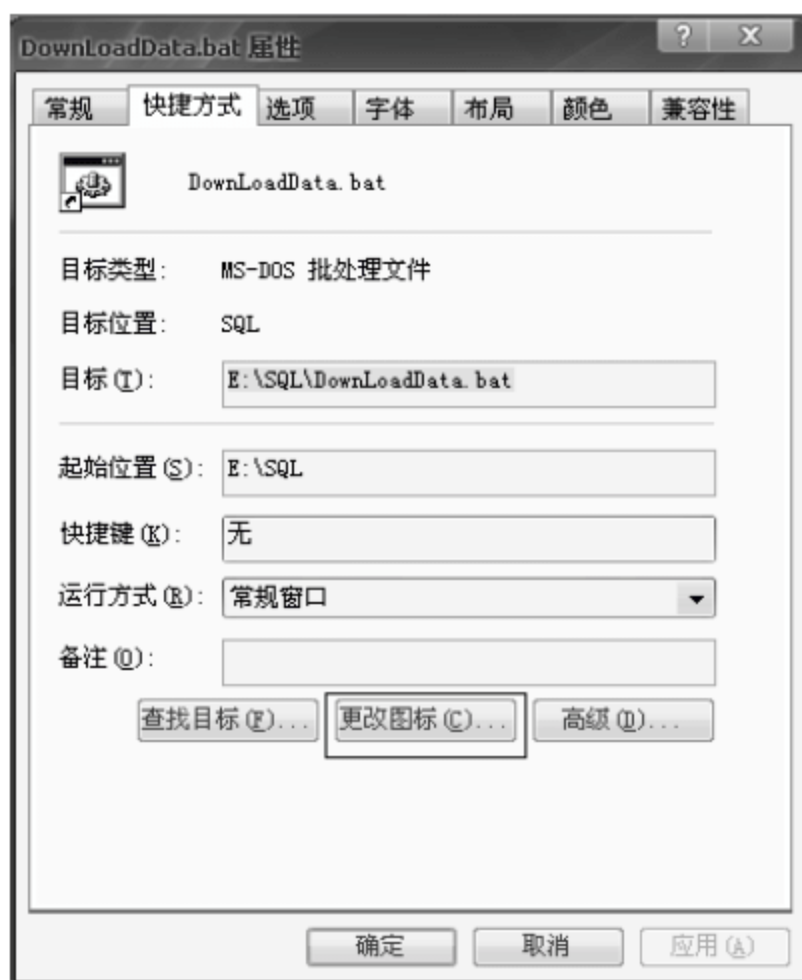 DownLoadData.bat 属性
常规 快捷方式 选项 字体 布局 颜色 兼容性
DownLoadData.bat
目标类型: MS-DOS 批处理文件
目标位置: SQL
目标(T): E:\SQL\DownLoadData.bat
起始位置(S): E:\SQL
快捷键(K): 无
运行方式(R): 常规窗口
备注(O):
查找目标(F)... 更改图标(C)... 高级(D)...
确定 取消 应用(A)